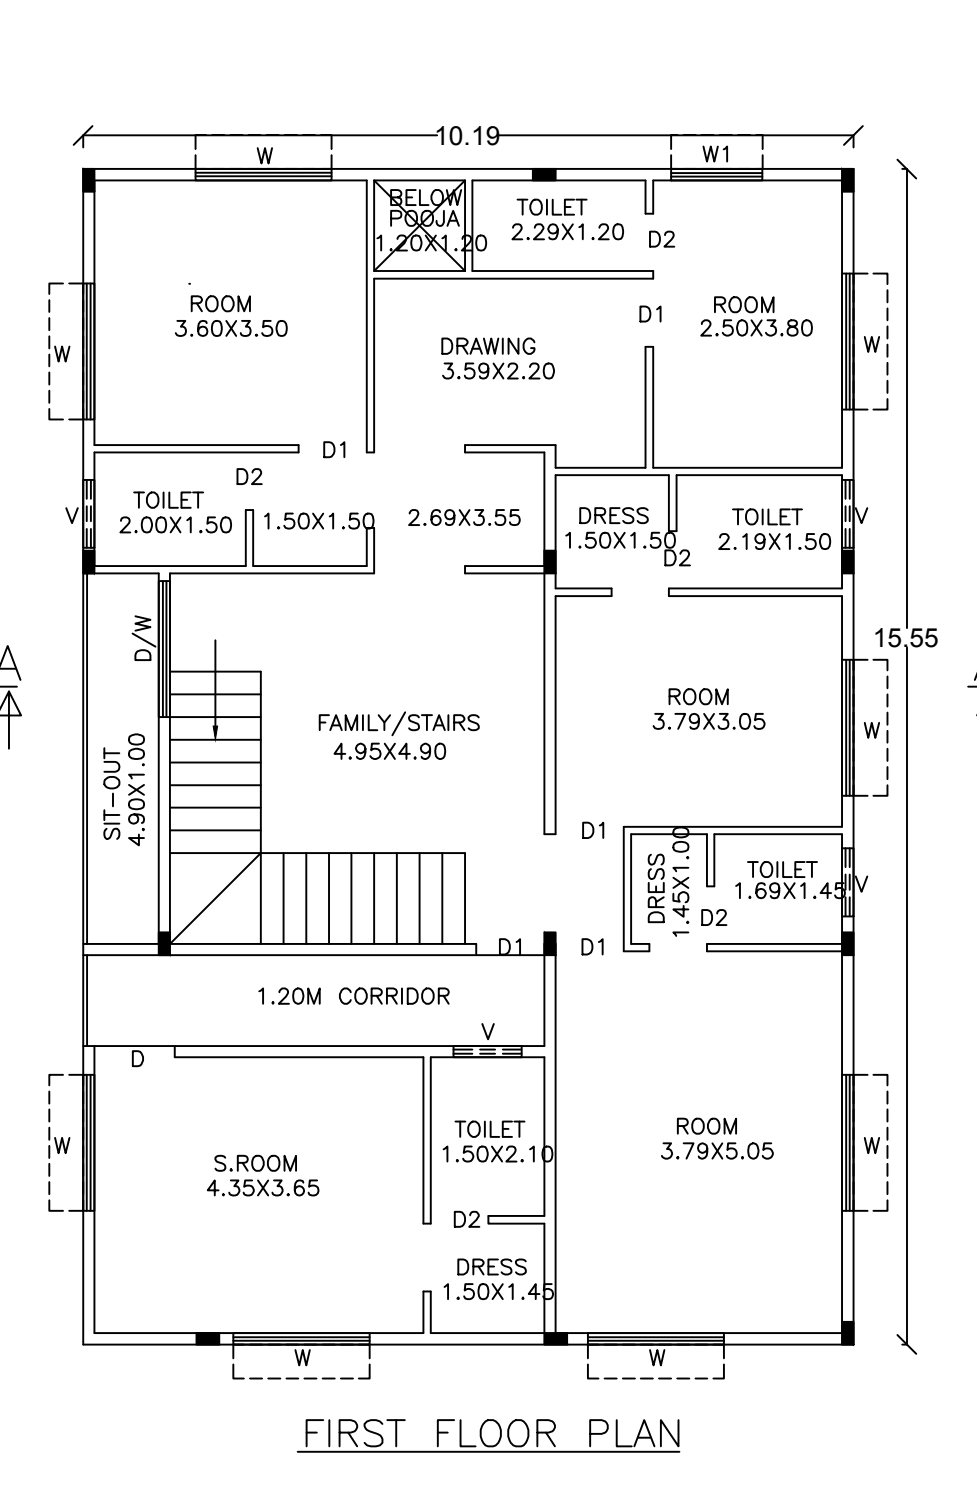 10.19
W
W1
BELOW
POOJA
1.20X1.20
TOILET
2.29X1.20
D2
ROOM
3.60X3.50
D1
ROOM
2.50X3.80
W
W
DRAWING
3.59X2.20
D1
D2
TOILET
2.00X1.50
V
1.50X1.50
2.69X3.55
DRESS
1.50X1.50
TOILET
2.19X1.50
V
D2
D/W
15.55
A
ROOM
3.79X3.05
W
FAMILY/STAIRS
4.95X4.90
SIT-OUT
4.90X1.00
D1
DRESS
1.45X1.00
TOILET
1.69X1.45
V
D2
D1
D1
1.20M CORRIDOR
V
D
W
TOILET
1.50X2.10
ROOM
3.79X5.05
W
S.ROOM
4.35X3.65
D2
DRESS
1.50X1.45
W
W
FIRST FLOOR PLAN